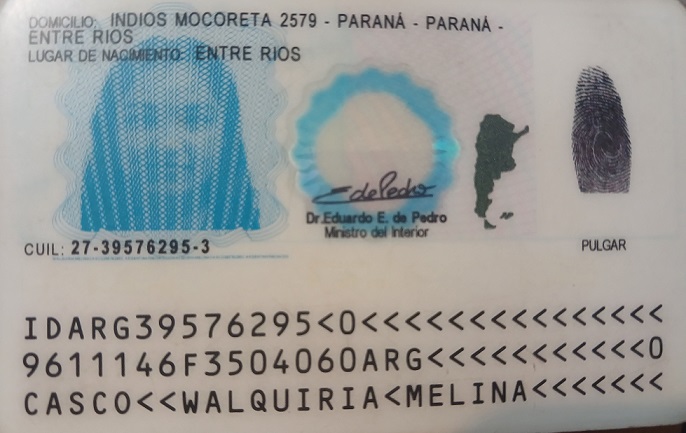 DOMICILIO: INDIOS MOCORETA 2579 - PARANÁ - PARANÁ -
ENTRE RIOS
LUGAR DE NACIMIENTO: ENTRE RIOS
EdePedro
Dr.Eduardo E. de Pedro
Ministro del Interior
CUIL: 27-39576295-3
PULGAR
IDARG39576295<0<<<<<<<<<<<<<<<
9611146F3504060ARG<<<<<<<<<<<0
CASCO<<WALQUIRIA<MELINA<<<<<<<